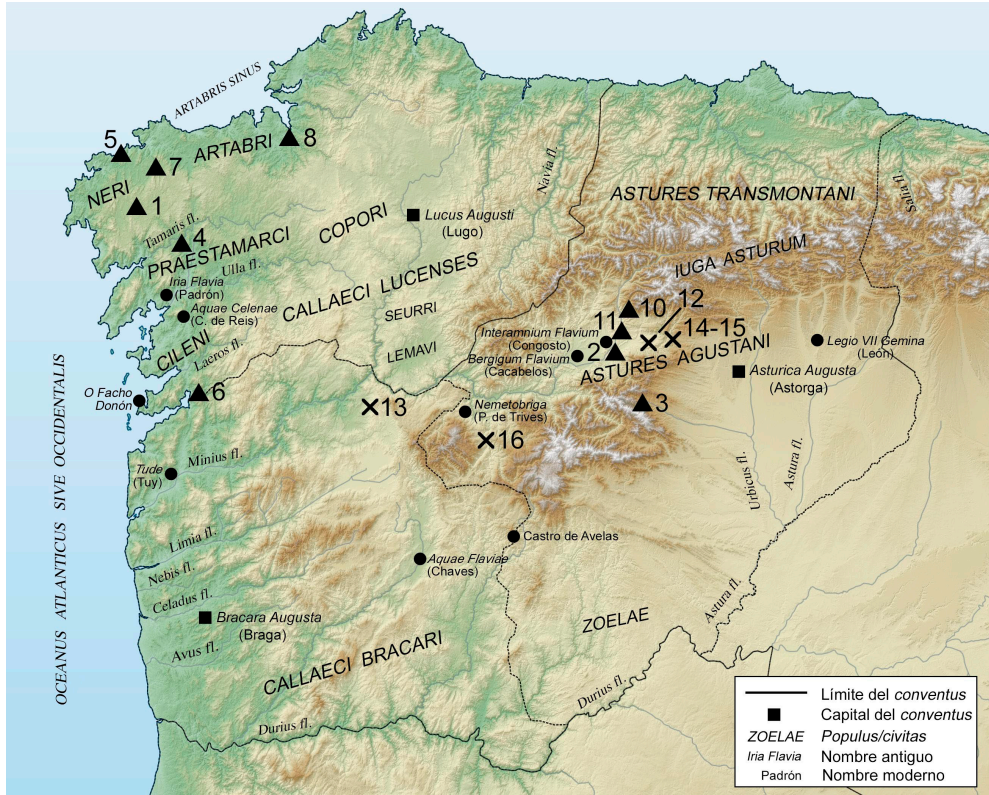 ARTABRIS SINUS
5
ARTABRI
8
7
NERI
1
Tamaris fl.
4
PRAESTAMARCI
COPORI
Lucus Augusti
(Lugo)
Navia fl.
ASTURES TRANSMONTANI
Salia fl.
IUGA ASTURUM
Ulla fl.
Iria Flavia
(Padrón)
Aquae Celenae
(C. de Reis)
CALLAECI LUCENSES
SEURRI
LEMAVI
CILENI
Laeros fl.
10
12
11
14-15
Interamnium Flavium
(Congosto)
2
Bergigum Flavium
(Cacabelos)
ASTURES AGUSTANI
Legio VII Gemina
(León)
Asturica Augusta
(Astorga)
3
O Facho
Donón
6
13
Nemetobriga
(P. de Trives)
16
OCEANUS ATLANTICUS SIVE OCCIDENTALIS
Minius fl.
Tude
(Tuy)
Urbicus fl.
Astura fl.
Limia fl.
Nebis fl.
Celadus fl.
Castro de Avelas
Aquae Flaviae
(Chaves)
Bracara Augusta
(Braga)
Avus fl.
CALLAECI BRACARI
ZOELAE
Astura fl.
Durius fl.
Durius fl.
Límite del conventus
Capital del conventus
ZOELAE Populus/civitas
Iria Flavia Nombre antiguo
Padrón Nombre moderno